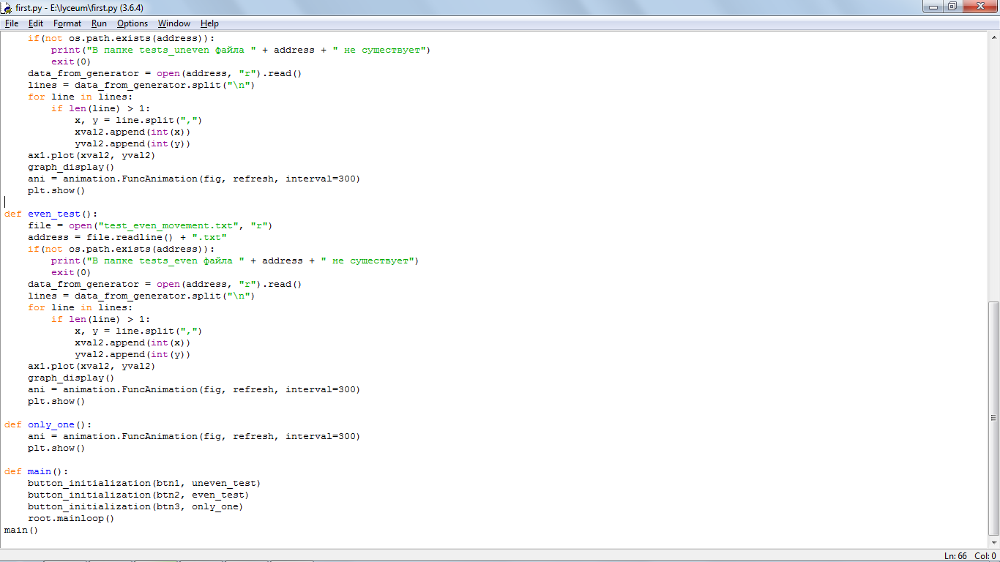 first.py - E:\lyceum\first.py (3.6.4)
File Edit Format Run Options Window Help
    if(not os.path.exists(address)):
        print("В папке tests_uneven файла " + address + " не существует")
        exit(0)
    data_from_generator = open(address, "r").read()
    lines = data_from_generator.split("\n")
    for line in lines:
        if len(line) > 1:
            x, y = line.split(",")
            xval2.append(int(x))
            yval2.append(int(y))
    ax1.plot(xval2, yval2)
    graph_display()
    ani = animation.FuncAnimation(fig, refresh, interval=300)
    plt.show()

def even_test():
    file = open("test_even_movement.txt", "r")
    address = file.readline() + ".txt"
    if(not os.path.exists(address)):
        print("В папке tests_even файла " + address + " не существует")
        exit(0)
    data_from_generator = open(address, "r").read()
    lines = data_from_generator.split("\n")
    for line in lines:
        if len(line) > 1:
            x, y = line.split(",")
            xval2.append(int(x))
            yval2.append(int(y))
    ax1.plot(xval2, yval2)
    graph_display()
    ani = animation.FuncAnimation(fig, refresh, interval=300)
    plt.show()

def only_one():
    ani = animation.FuncAnimation(fig, refresh, interval=300)
    plt.show()

def main():
    button_initialization(btn1, uneven_test)
    button_initialization(btn2, even_test)
    button_initialization(btn3, only_one)
    root.mainloop()
main()
Ln: 66 Col: 0